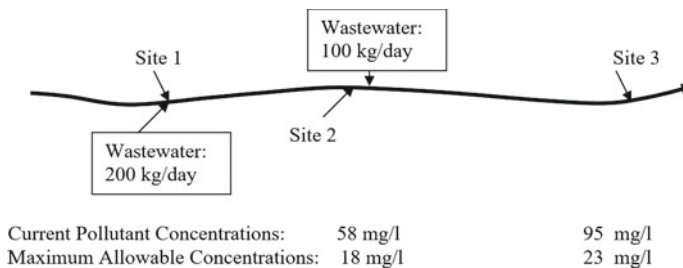 Wastewater:
100 kg/day
Site 1
Site 3
Site 2
Wastewater:
200 kg/day
Current Pollutant Concentrations: 58 mg/l 95 mg/l
Maximum Allowable Concentrations: 18 mg/l 23 mg/l